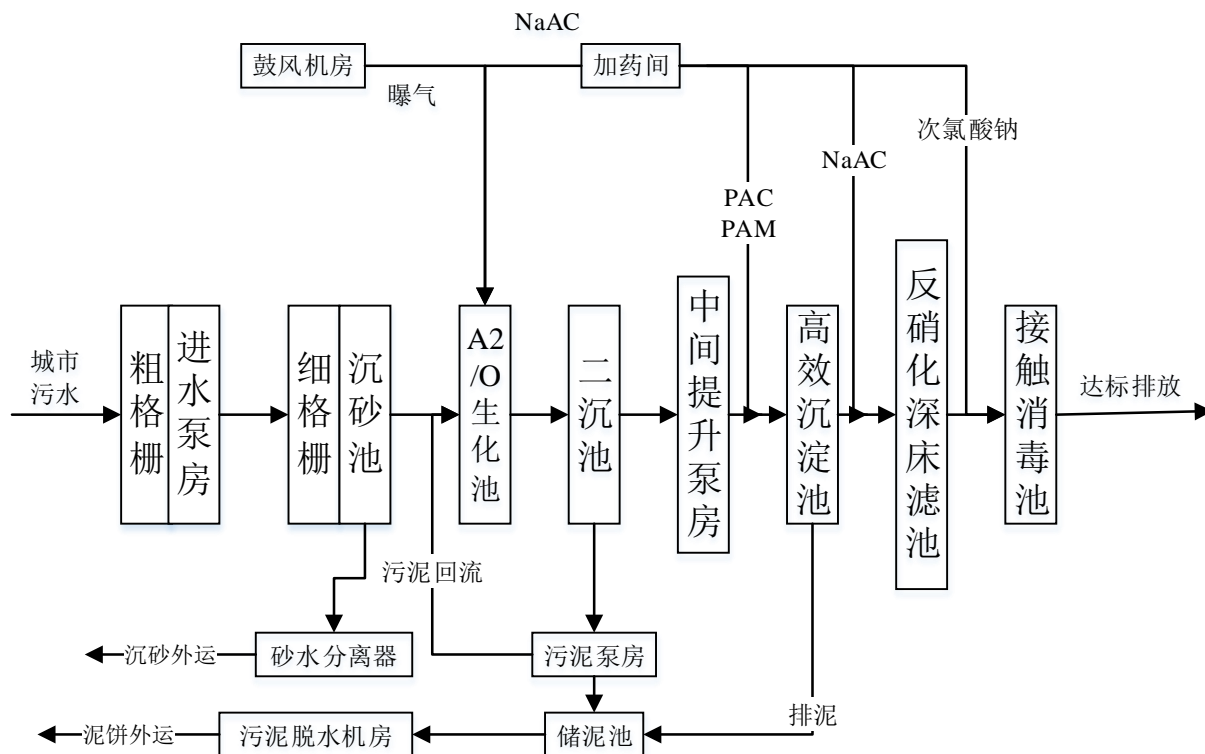 NaAC
鼓风机房
加药间
曝气
次氯酸钠
NaAC
PAC
PAM
城市
污水
粗格栅
进水泵房
细格栅
沉砂池
A2
/O生化池
二沉池
中间提升泵房
高效沉淀池
反硝化深床滤池
接触消毒池
达标排放
污泥回流
沉砂外运
砂水分离器
污泥泵房
排泥
泥饼外运
污泥脱水机房
储泥池